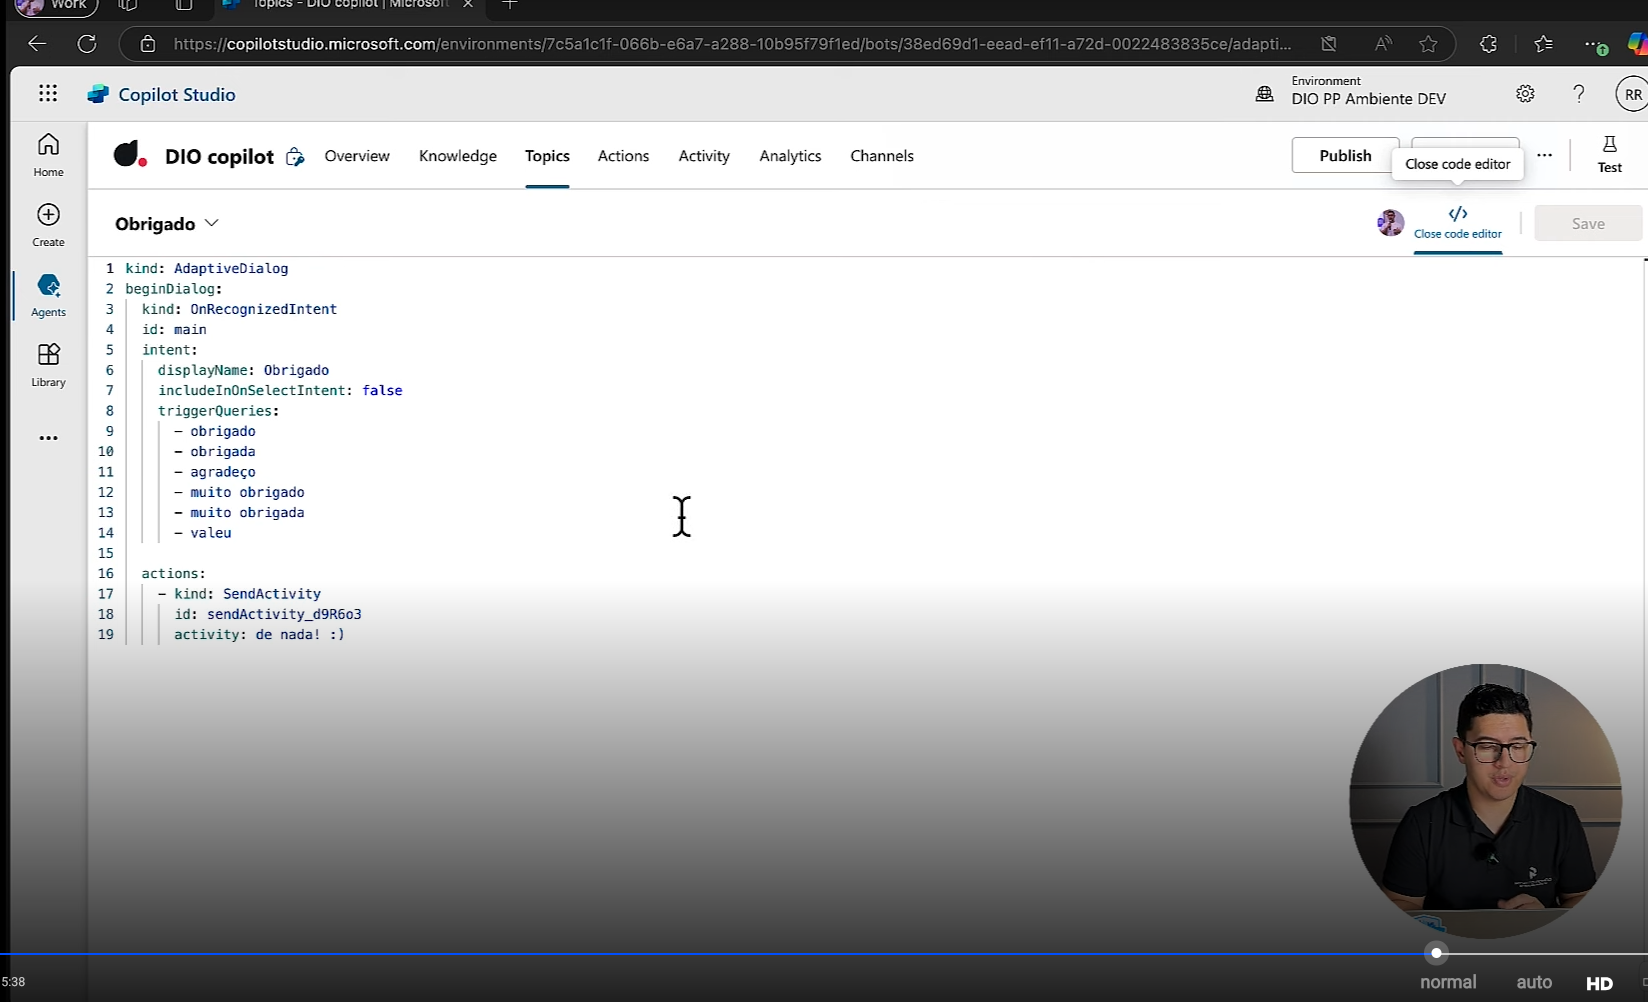 Work
Topics - DIO copilot | Microsoft
https://copilotstudio.microsoft.com/environments/7c5a1c1f-066b-e6a7-a288-10b95f79f1ed/bots/38ed69d1-eead-ef11-a72d-0022483835ce/adapti...
Copilot Studio
Environment
DIO PP Ambiente DEV
?
RR
Home
Create
Agents
Library
DIO copilot
Overview
Knowledge
Topics
Actions
Activity
Analytics
Channels
Publish
Close code editor
Test
Obrigado
Close code editor
Save
1 kind: AdaptiveDialog
2 beginDialog:
3 kind: OnRecognizedIntent
4 id: main
5 intent:
6 displayName: Obrigado
7 includeInOnSelectIntent: false
8 triggerQueries:
9 - obrigado
10 - obrigada
11 - agradeço
12 - muito obrigado
13 - muito obrigada
14 - valeu
15
16 actions:
17 - kind: SendActivity
18 id: sendActivity_d9R6o3
19 activity: de nada! :)
5:38
normal
auto
HD